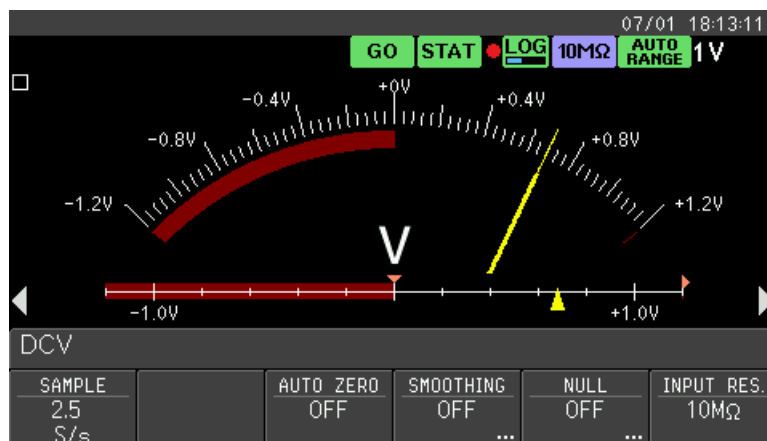 07/01 18:13:11
GO STAT LOG 10MΩ AUTO RANGE 1V
+0V
-0.4V +0.4V
-0.8V +0.8V
-1.2V +1.2V
V
-1.0V +1.0V
DCV
SAMPLE AUTO ZERO SMOOTHING NULL INPUT RES.
2.5 OFF OFF OFF 10MΩ
S/s ... ...